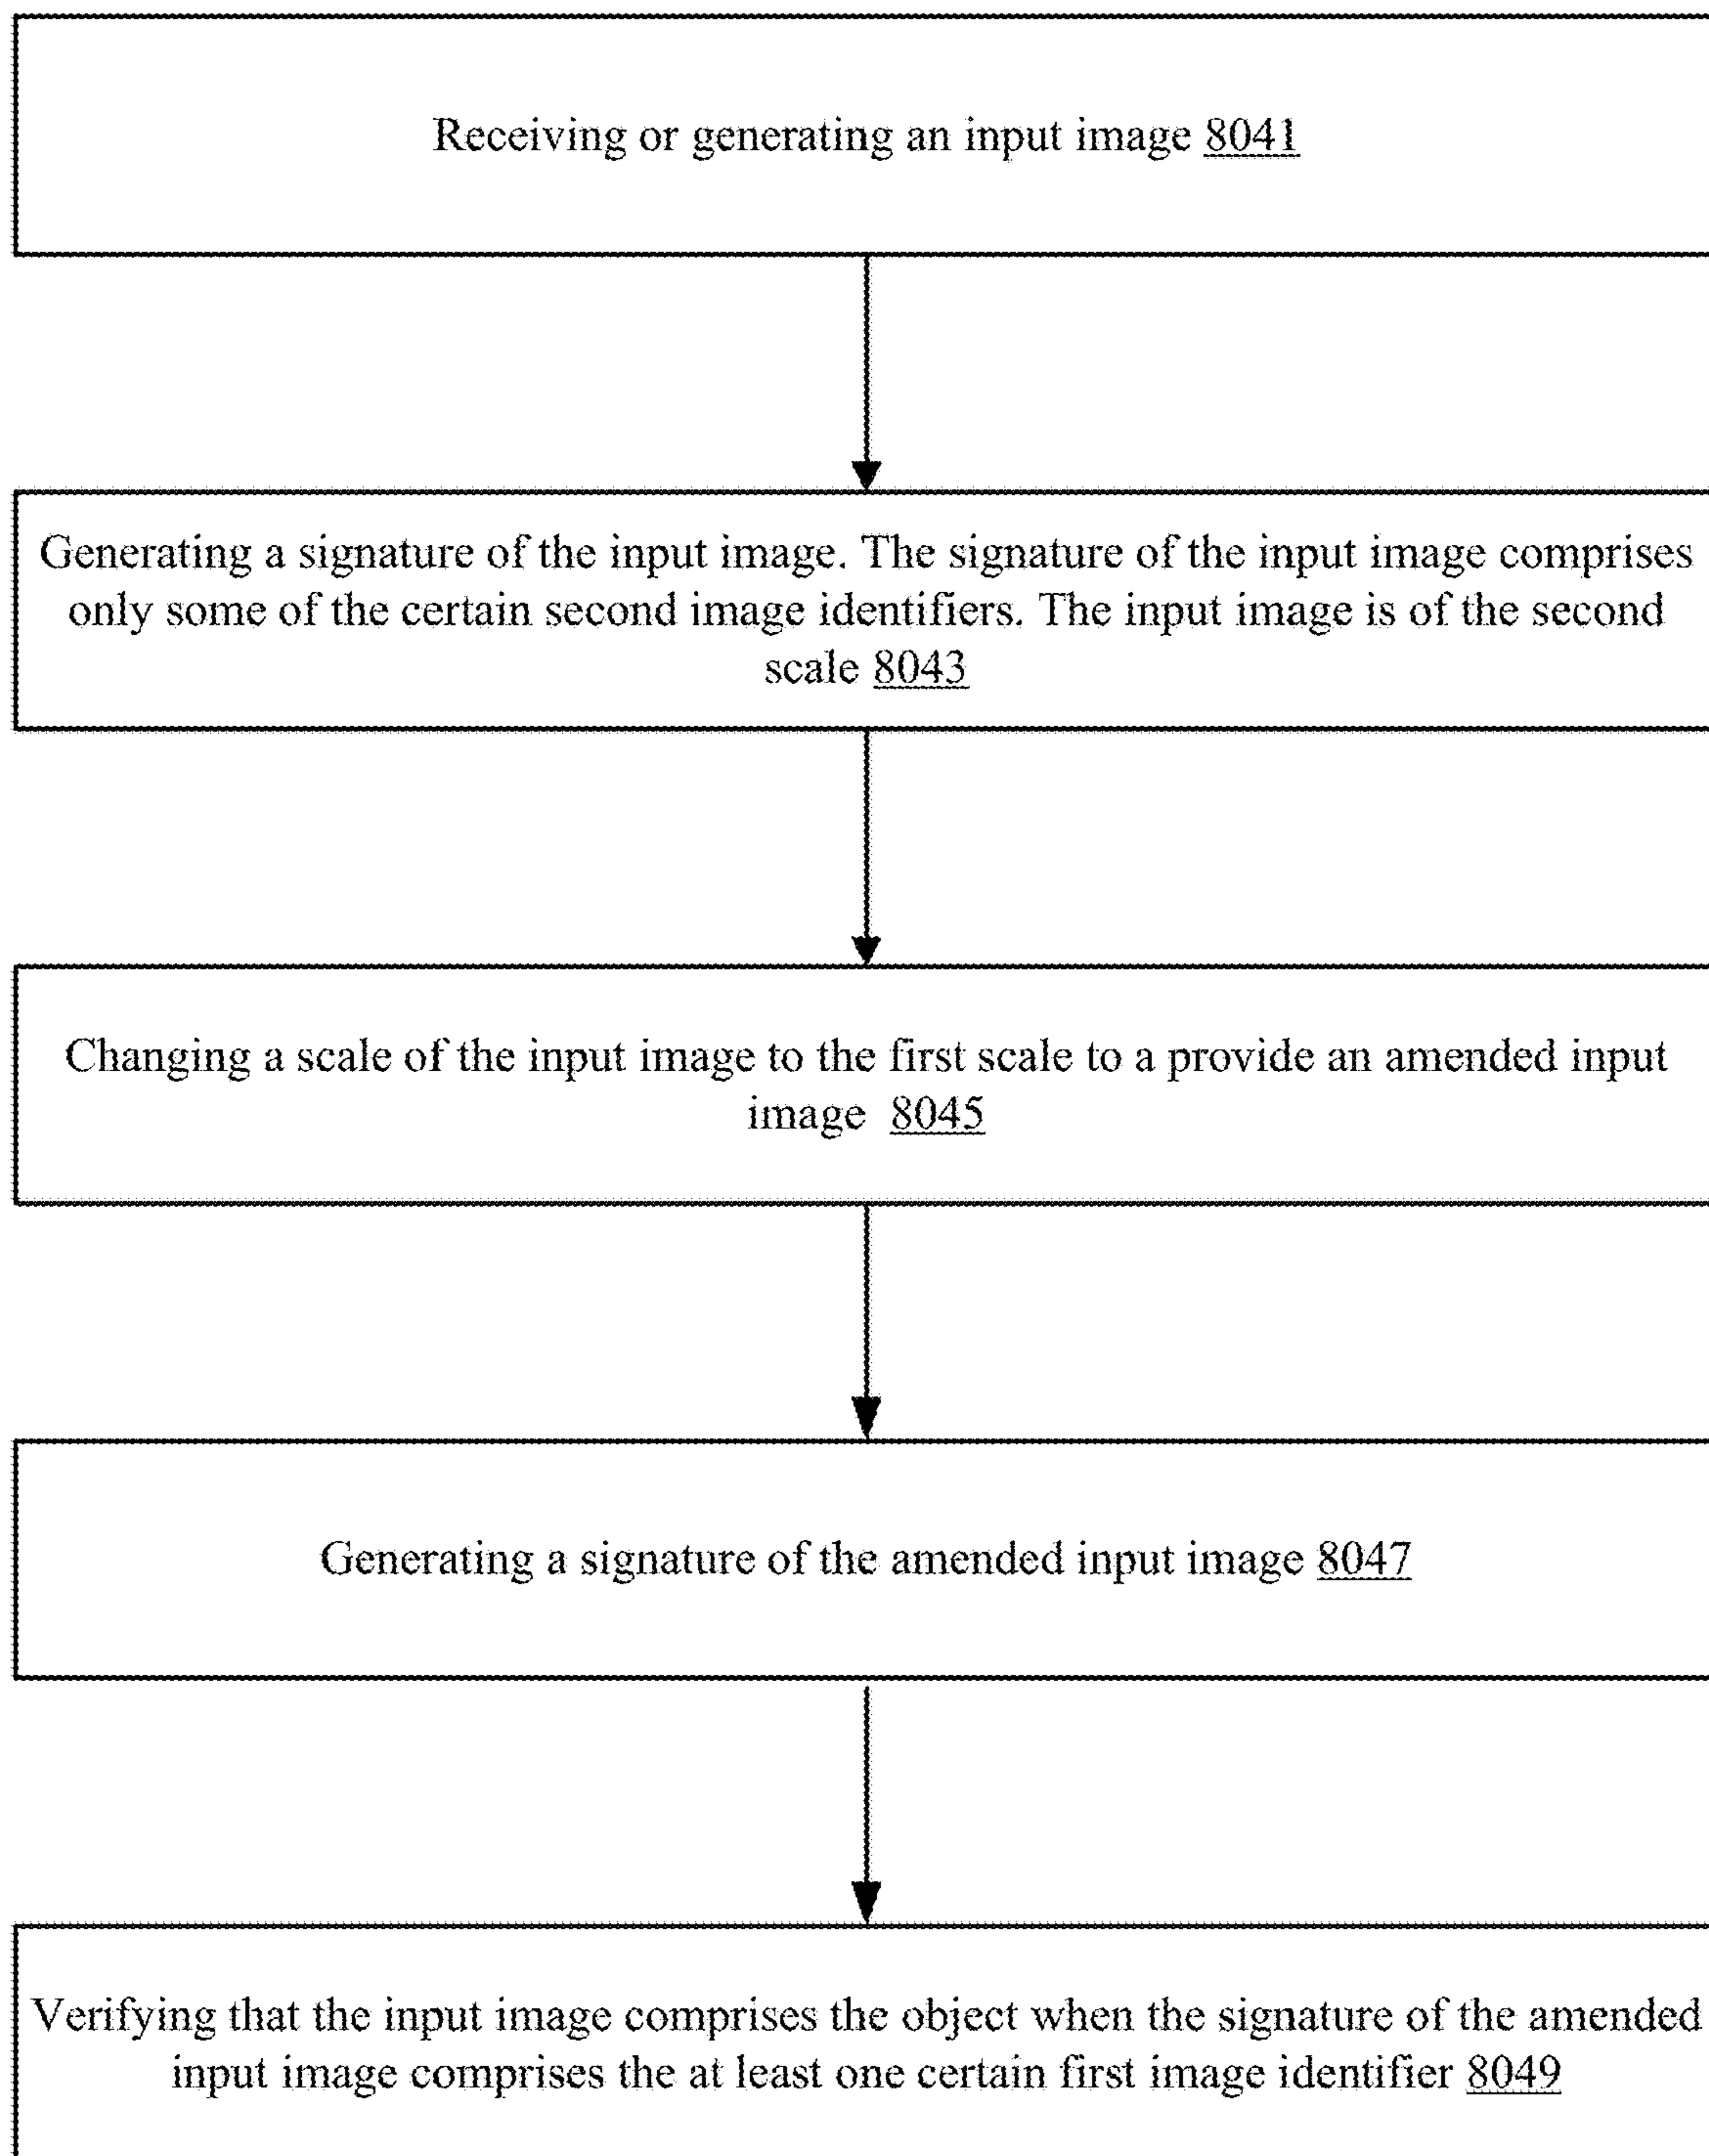 Receiving or generating an input image 8041
Generating a signature of the input image. The signature of the input image comprises
only some of the certain second image identifiers. The input image is of the second
scale 8043
Changing a scale of the input image to the first scale to a provide an amended input
image 8045
Generating a signature of the amended input image 8047
Verifying that the input image comprises the object when the signature of the amended
input image comprises the at least one certain first image identifier 8049